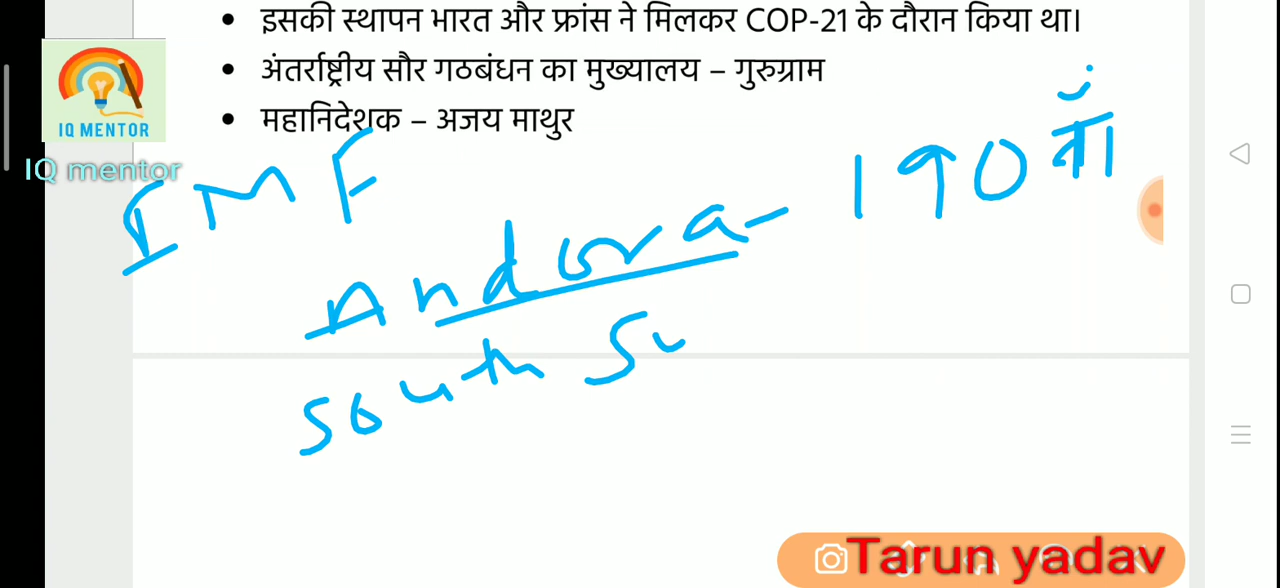 इसकी स्थापन भारत और फ्रांस ने मिलकर COP-21 के दौरान किया था।
अंतर्राष्ट्रीय सौर गठबंधन का मुख्यालय – गुरुग्राम
महानिदेशक – अजय माथुर
IQ MENTOR
IQ mentor
IMF
Andora - 190वां
South Su
Tarun yadav